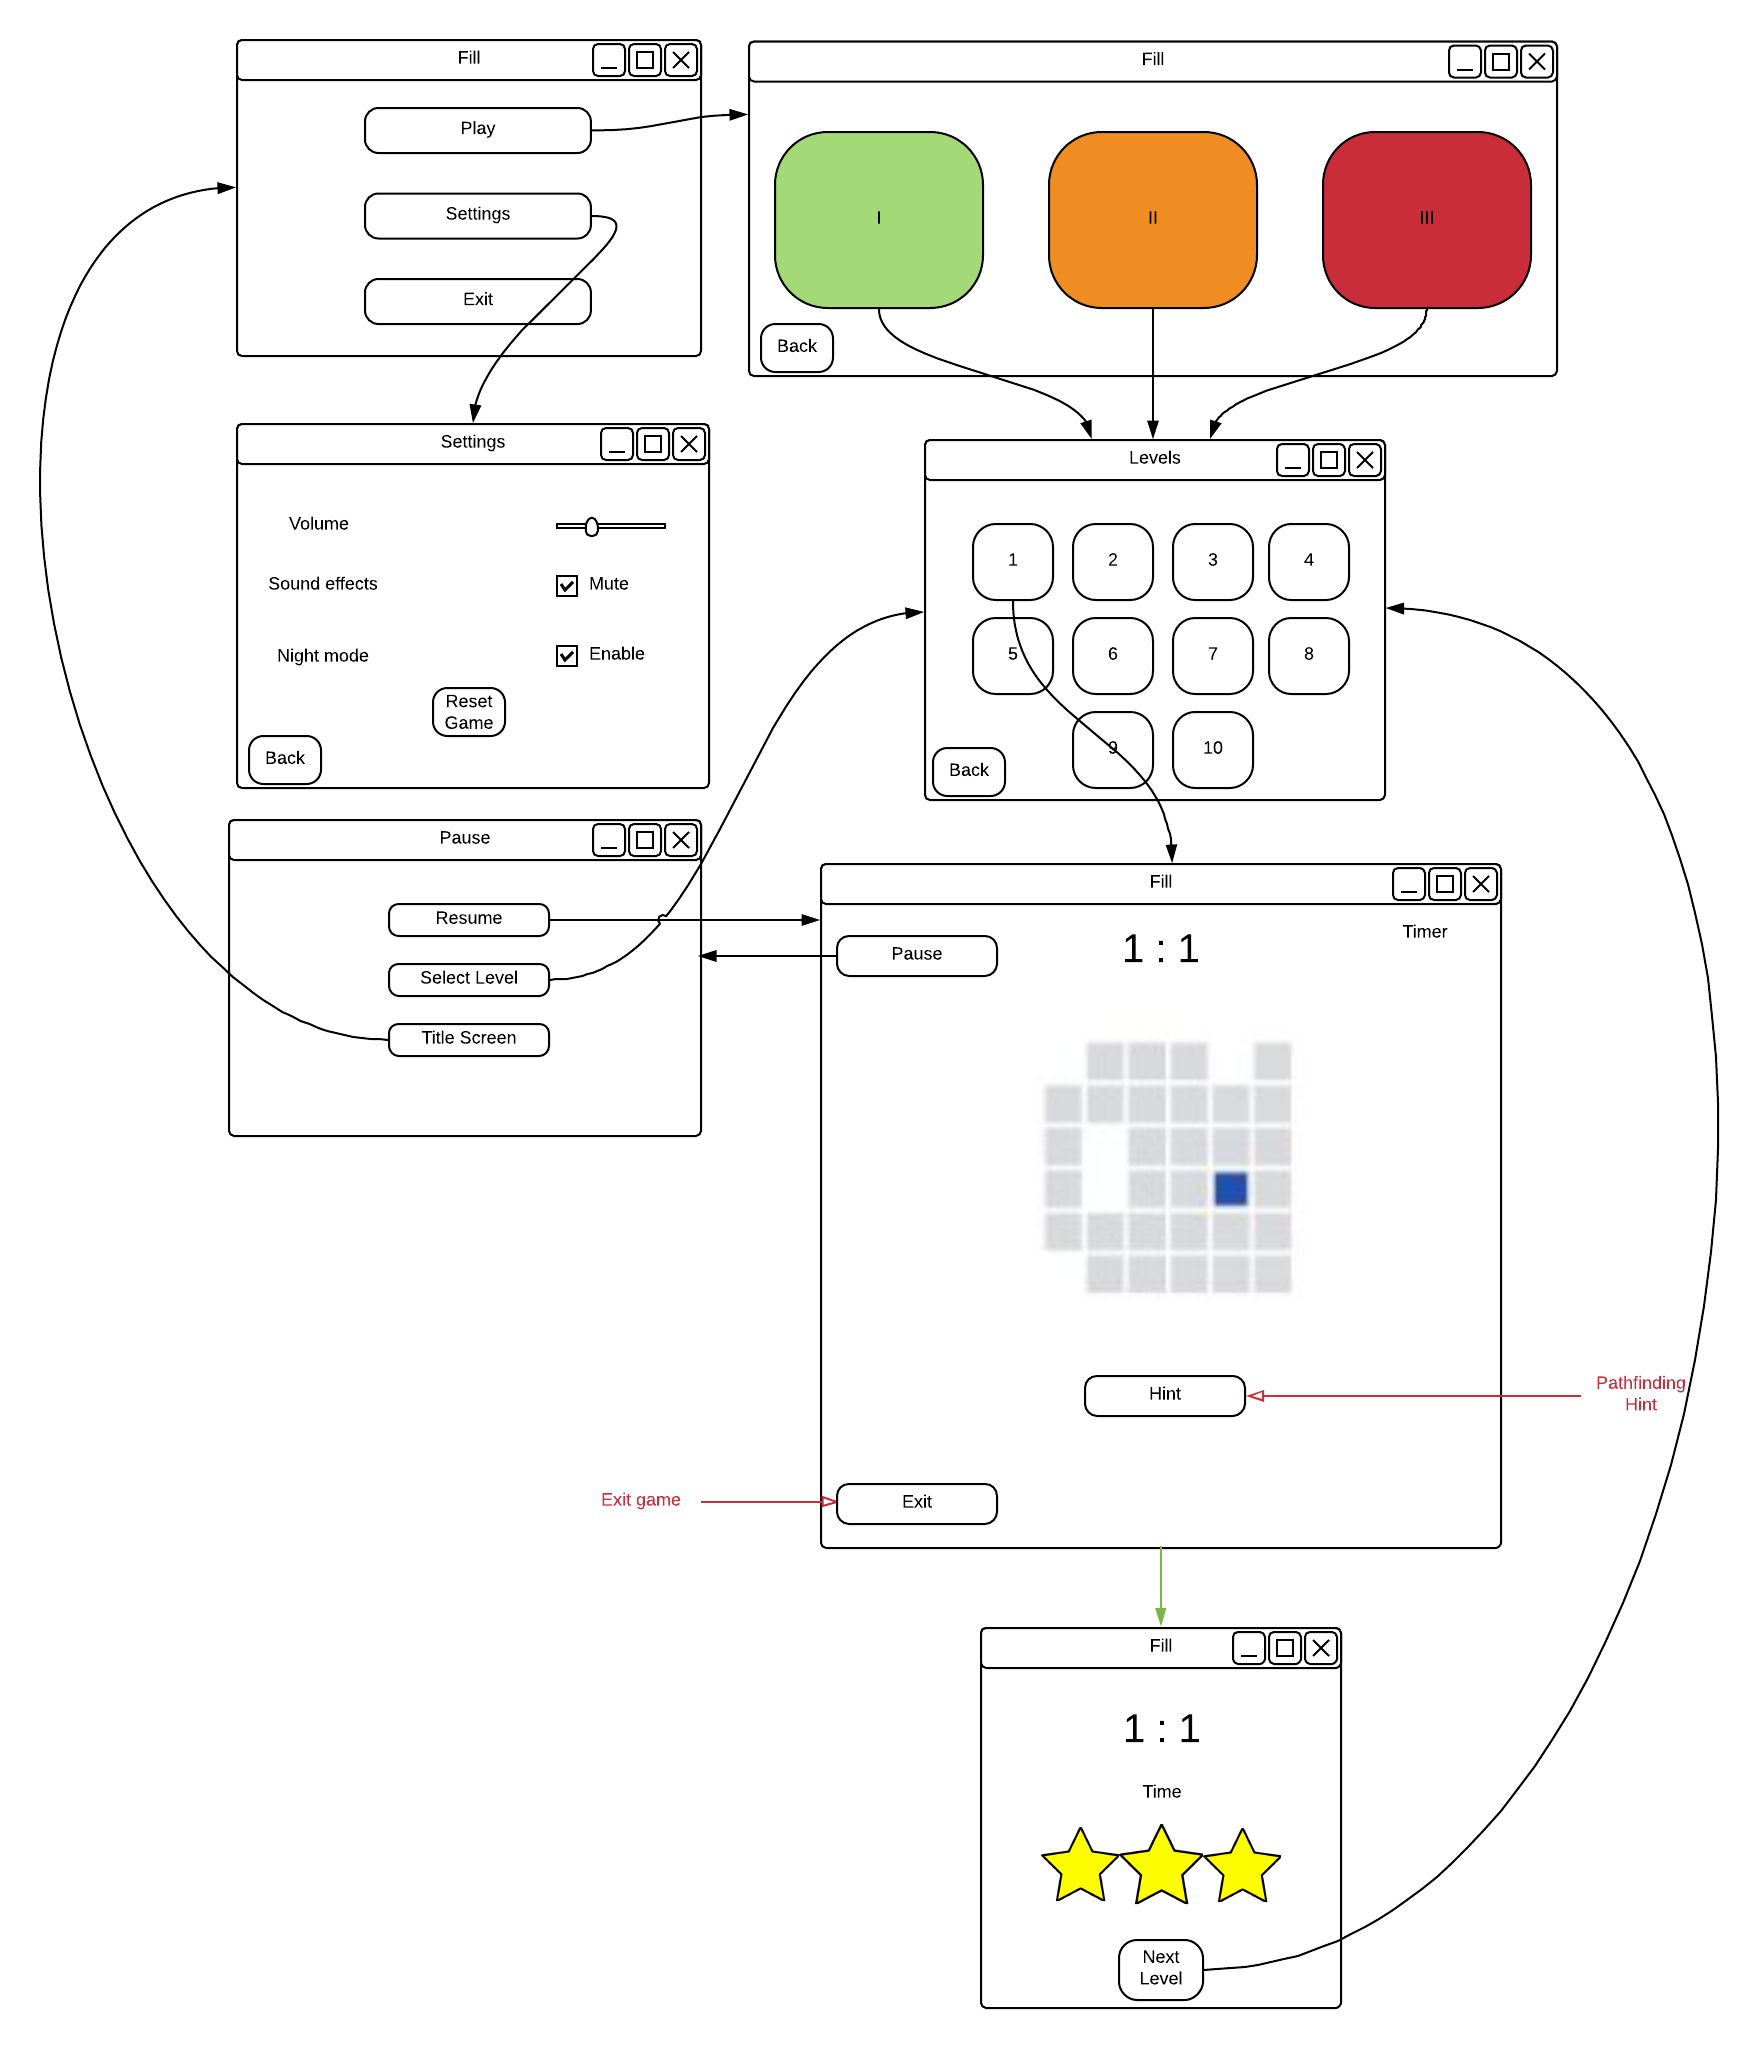 Fill
Play
Settings
Exit
Fill
I
II
III
Back
Settings
Volume
Sound effects
Mute
Night mode
Enable
Reset
Game
Back
Levels
1
2
3
4
5
6
7
8
9
10
Back
Pause
Resume
Select Level
Title Screen
Fill
Pause
1 : 1
Timer
Hint
Pathfinding
Hint
Exit game
Exit
Fill
1 : 1
Time
Next
Level